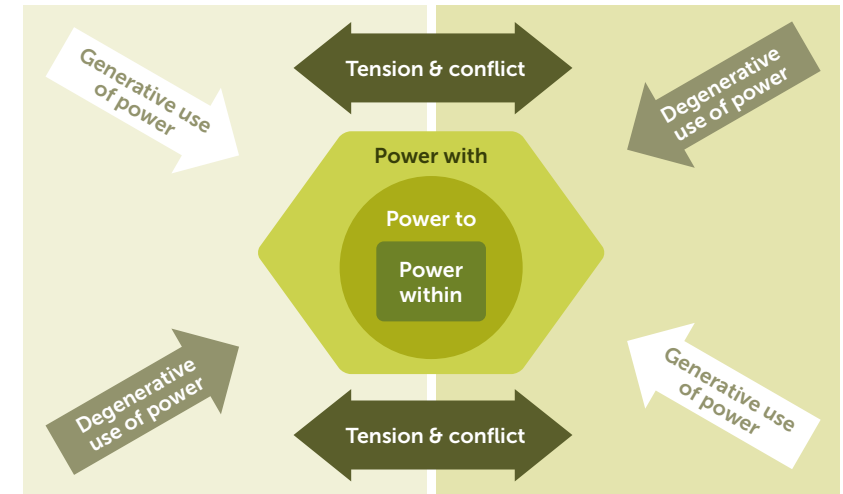 Generative use
of power
Tension & conflict
Degenerative
use of power
Power with
Power to
Power
within
Degenerative
use of power
Tension & conflict
Generative use
of power